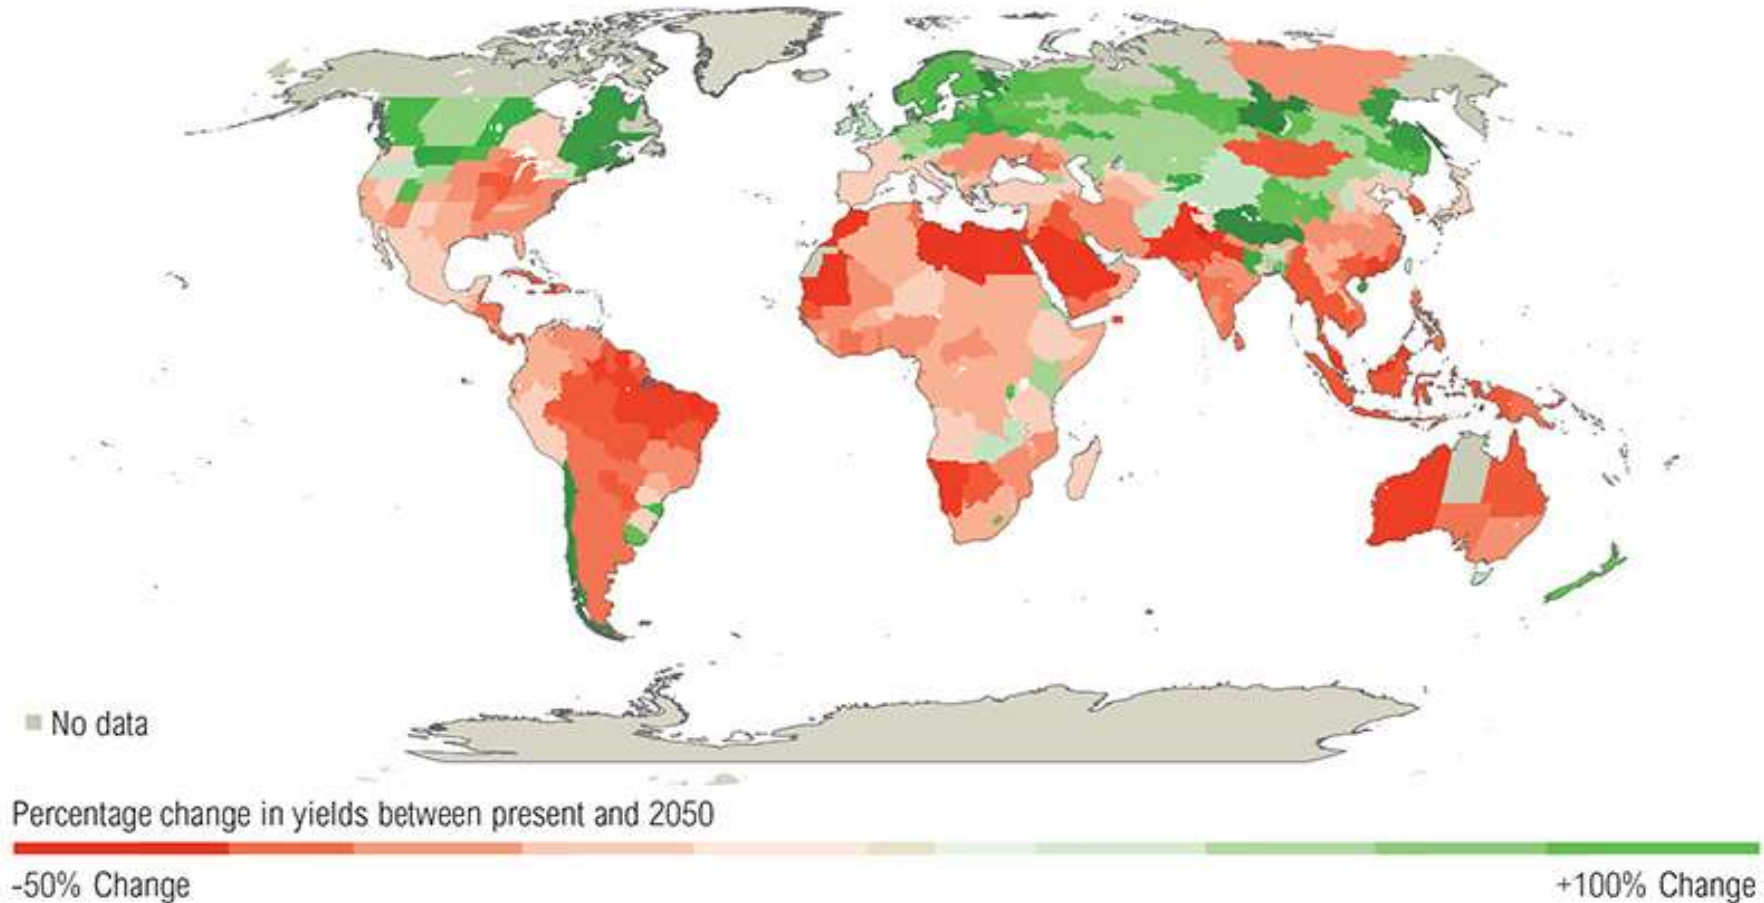 No data
Percentage change in yields between present and 2050
-50% Change
+100% Change